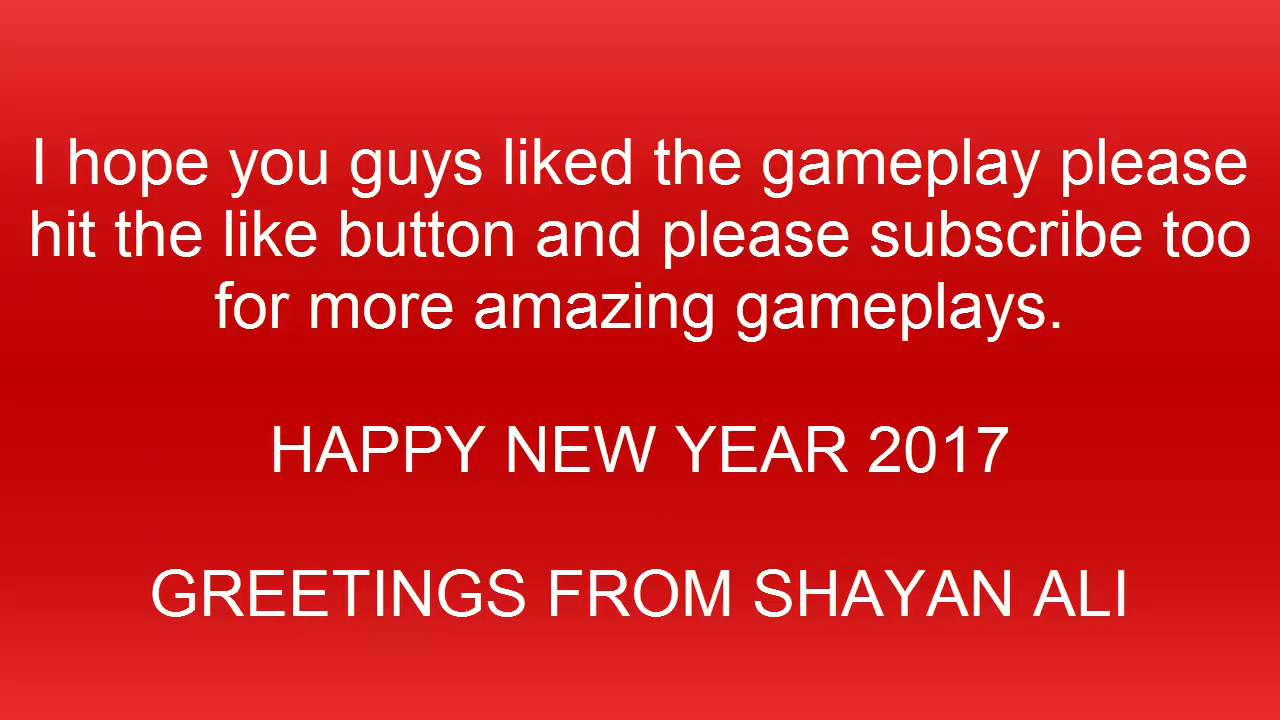 I hope you guys liked the gameplay please
hit the like button and please subscribe too
for more amazing gameplays.
HAPPY NEW YEAR 2017
GREETINGS FROM SHAYAN ALI